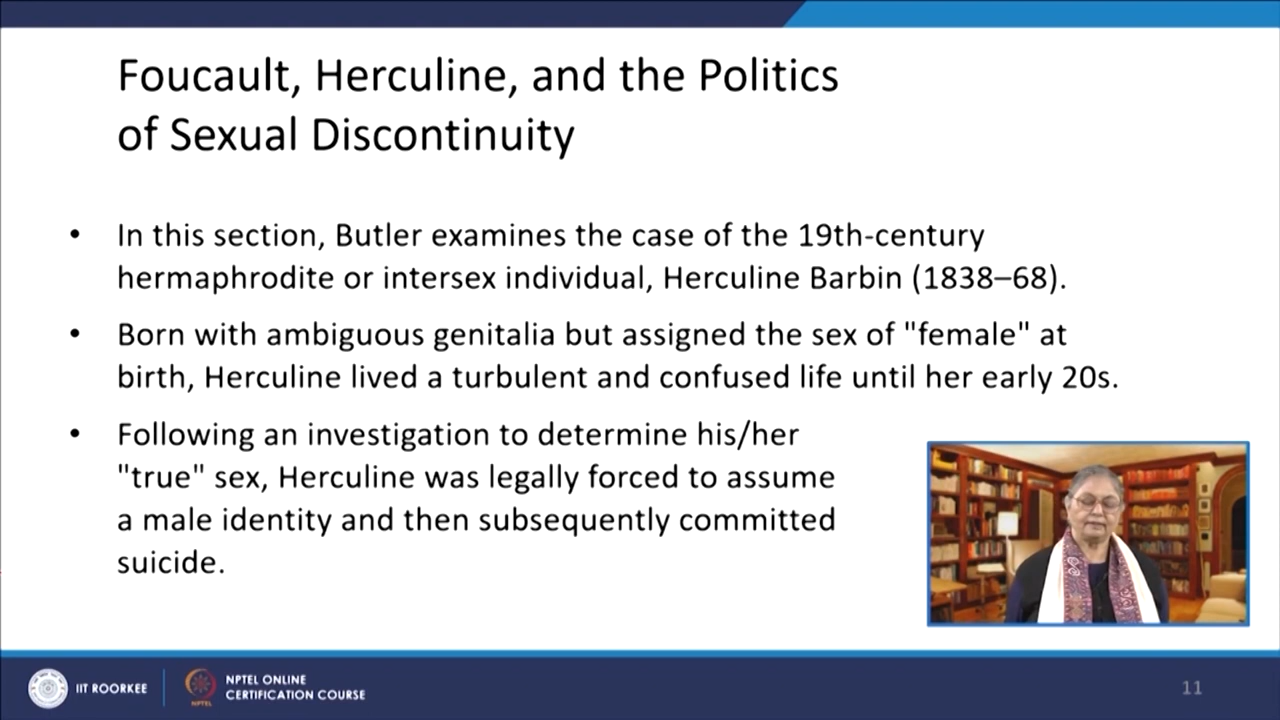 Foucault, Herculine, and the Politics
of Sexual Discontinuity
• In this section, Butler examines the case of the 19th-century
hermaphrodite or intersex individual, Herculine Barbin (1838–68).
• Born with ambiguous genitalia but assigned the sex of "female" at
birth, Herculine lived a turbulent and confused life until her early 20s.
• Following an investigation to determine his/her
"true" sex, Herculine was legally forced to assume
a male identity and then subsequently committed
suicide.
IIT ROORKEE
NPTEL
NPTEL ONLINE
CERTIFICATION COURSE
11